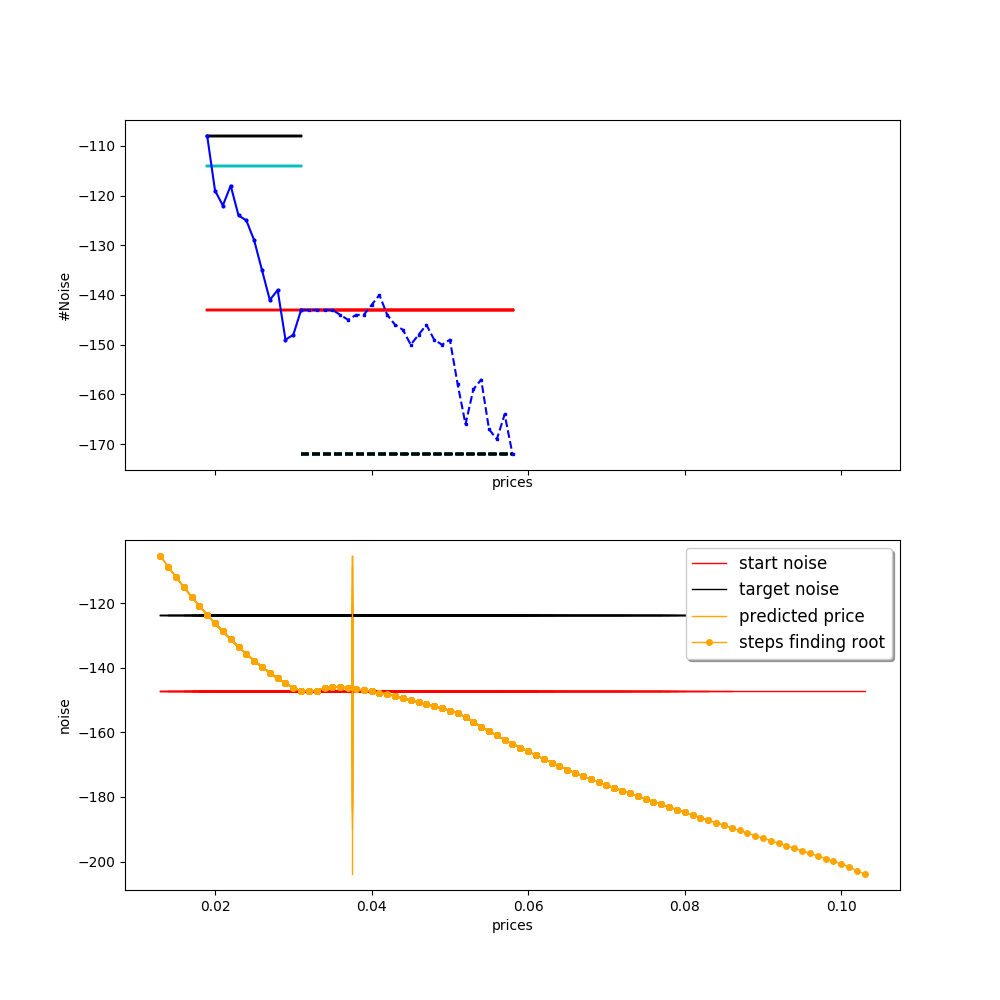 −110
−120
−130
−140
−150
−160
−170
#Noise
prices
start noise
target noise
predicted price
steps finding root
−120
−140
−160
−180
−200
noise
0.02 0.04 0.06 0.08 0.10
prices